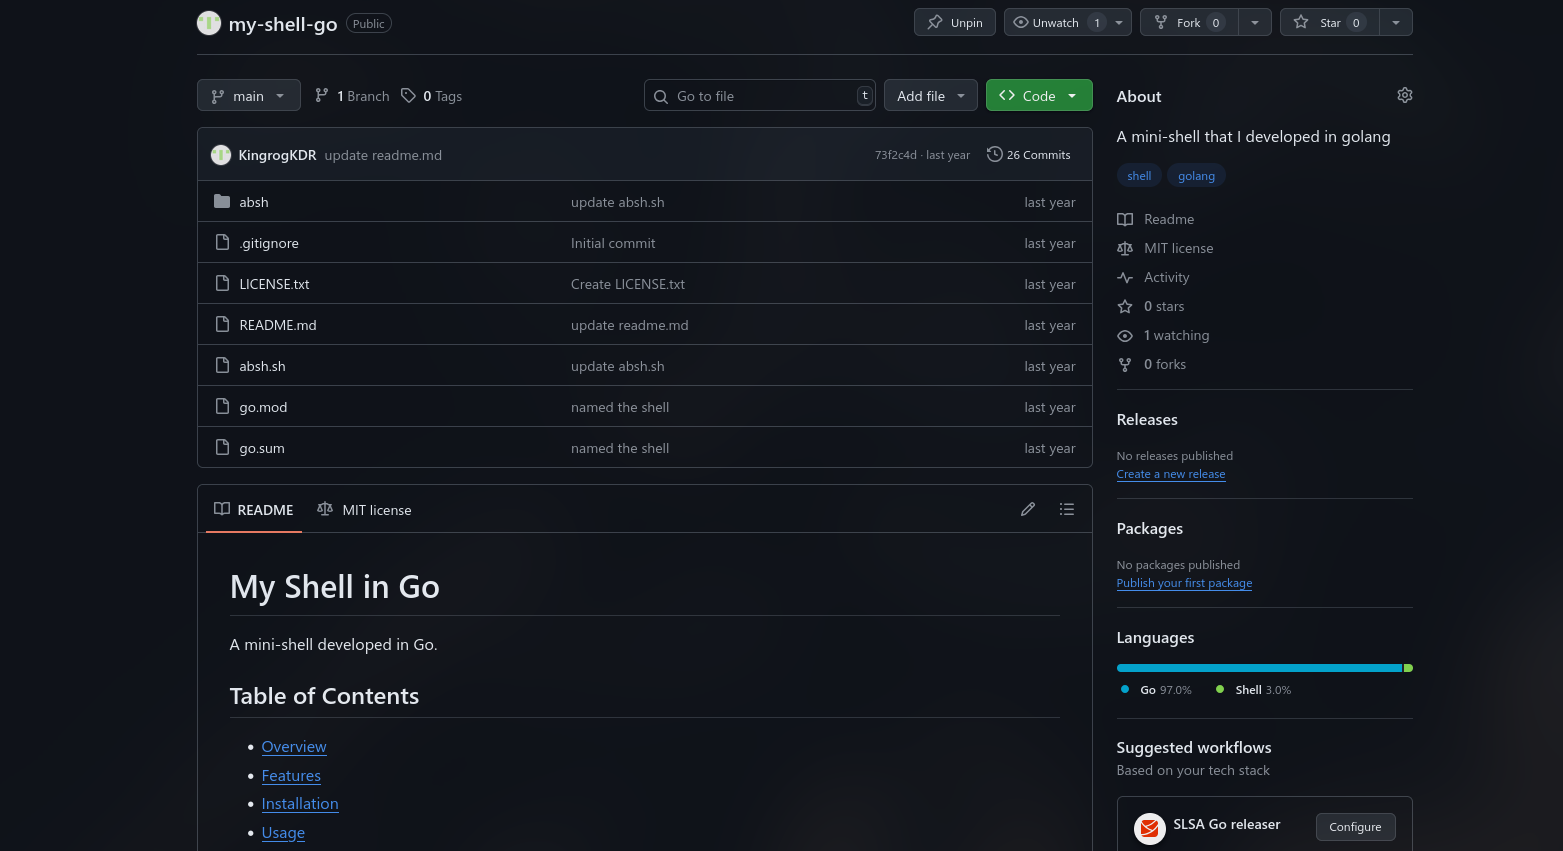 my-shell-go Public Unpin Unwatch 1 Fork 0 Star 0
main 1 Branch 0 Tags Go to file t Add file Code
KingrogKDR update readme.md 73f2c4d · last year 26 Commits
absh update absh.sh last year
.gitignore Initial commit last year
LICENSE.txt Create LICENSE.txt last year
README.md update readme.md last year
absh.sh update absh.sh last year
go.mod named the shell last year
go.sum named the shell last year
README MIT license
My Shell in Go
A mini-shell developed in Go.
Table of Contents
Overview
Features
Installation
Usage
About
A mini-shell that I developed in golang
shell golang
Readme
MIT license
Activity
0 stars
1 watching
0 forks
Releases
No releases published
Create a new release
Packages
No packages published
Publish your first package
Languages
Go 97.0% Shell 3.0%
Suggested workflows
Based on your tech stack
SLSA Go releaser Configure